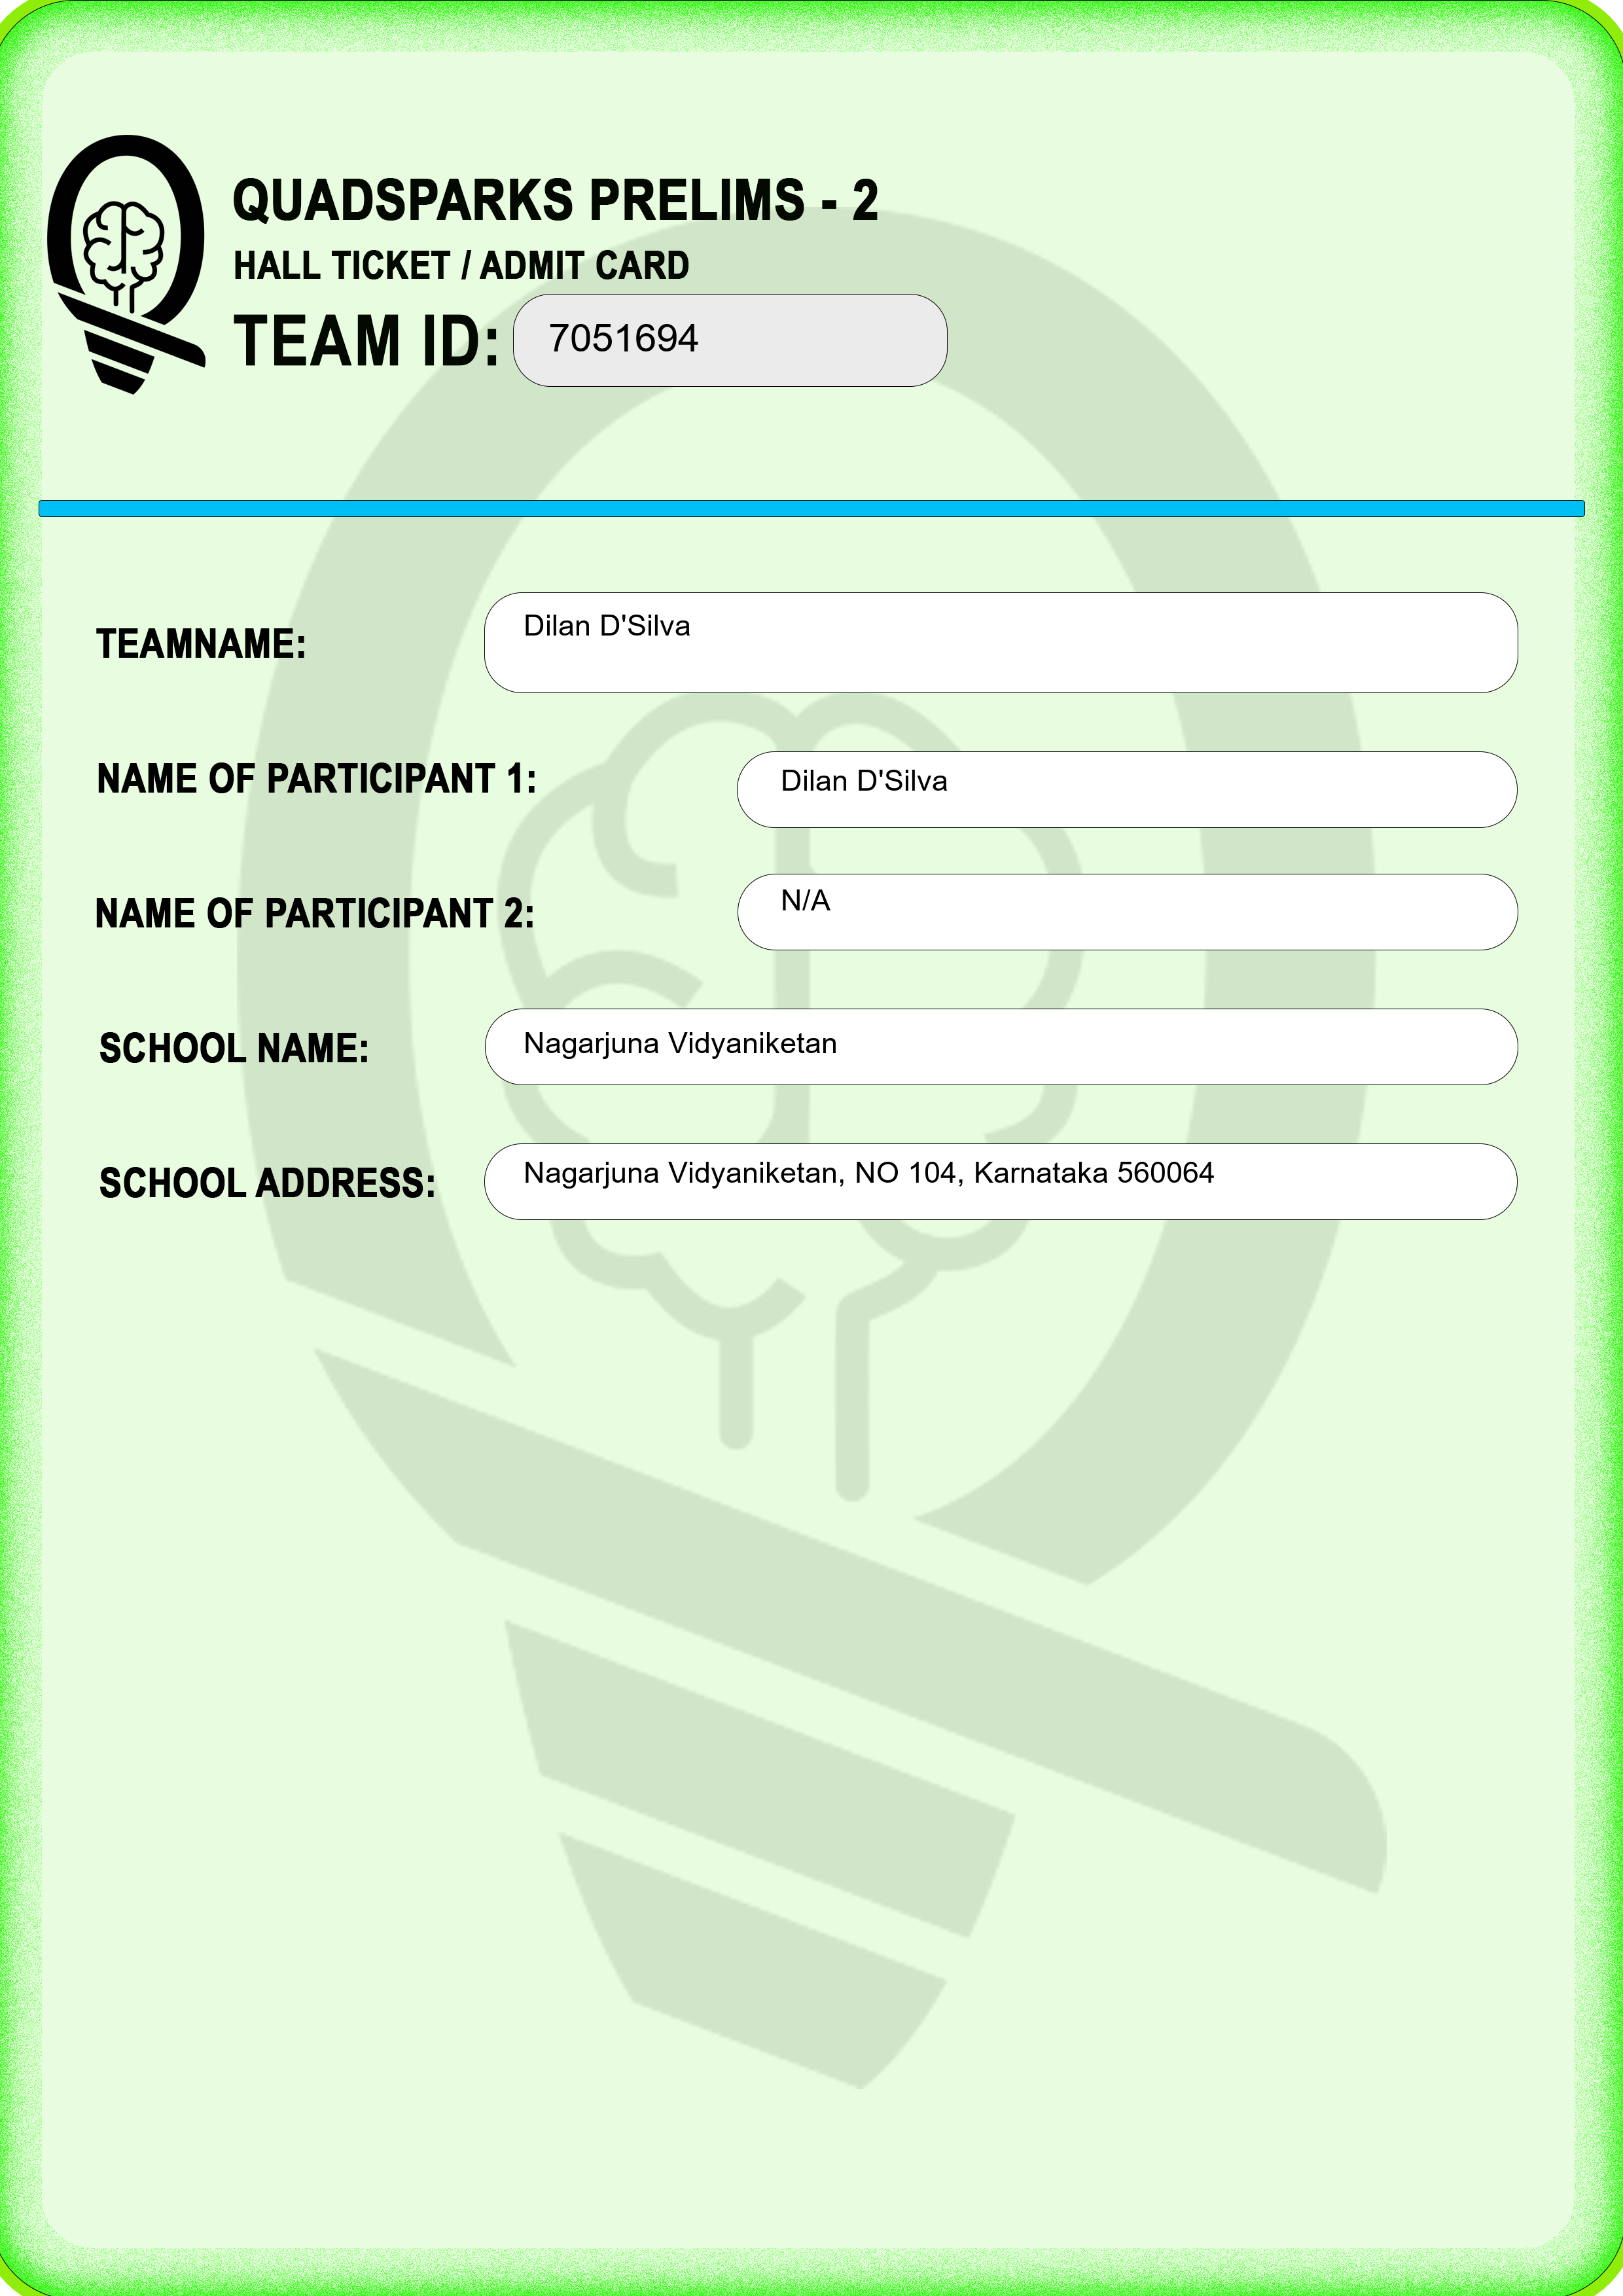 QUADSPARKS PRELIMS - 2
HALL TICKET / ADMIT CARD
TEAM ID: 7051694
TEAMNAME: Dilan D'Silva
NAME OF PARTICIPANT 1: Dilan D'Silva
NAME OF PARTICIPANT 2: N/A
SCHOOL NAME: Nagarjuna Vidyaniketan
SCHOOL ADDRESS: Nagarjuna Vidyaniketan, NO 104, Karnataka 560064